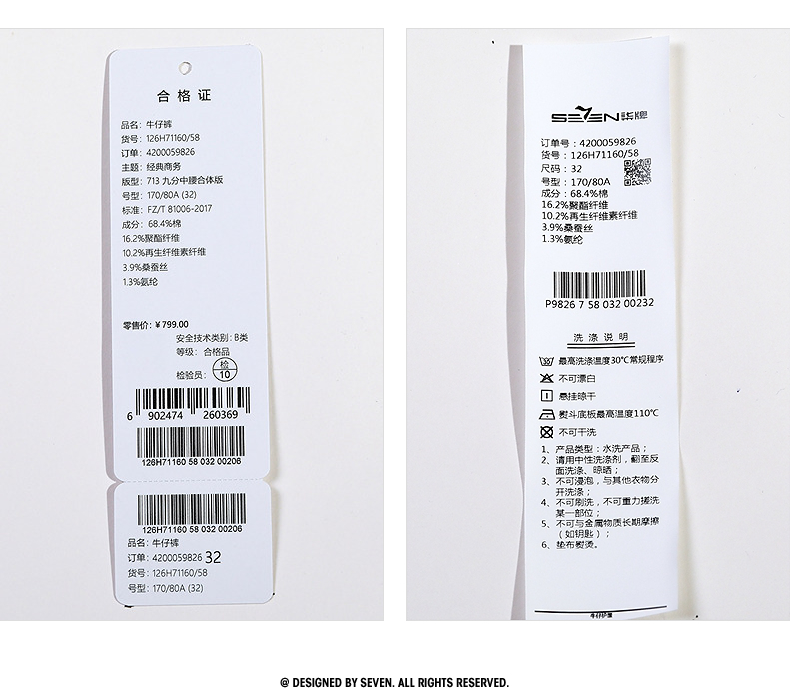 合格证
品名: 牛仔裤
货号: 126H71160/58
订单: 4200059826
主题: 经典商务
版型: 713 九分中腰合体版
号型: 170/80A (32)
标准: FZ/T 81006-2017
成分: 68.4%棉
16.2%聚酯纤维
10.2%再生纤维素纤维
3.9%桑蚕丝
1.3%氨纶
零售价: ¥799.00
安全技术类别: B类
等级: 合格品
检验员: 检 10
6 902474 260369
126H71160 58 032 00206
126H71160 58 032 00206
品名: 牛仔裤
订单: 4200059826 32
货号: 126H71160/58
号型: 170/80A (32)
SEVEN 柒牌
订单号: 4200059826
货号: 126H71160/58
尺码: 32
号型: 170/80A
成分: 68.4%棉
16.2%聚酯纤维
10.2%再生纤维素纤维
3.9%桑蚕丝
1.3%氨纶
P9826 7 58 032 00232
洗涤说明
最高洗涤温度30℃常规程序
不可漂白
悬挂晾干
熨斗底板最高温度110℃
不可干洗
1、产品类型: 水洗产品;
2、请用中性洗涤剂, 翻至反
面洗涤、晾晒;
3、不可浸泡, 与其他衣物分
开洗涤;
4、不可刷洗, 不可重力搓洗
某一部位;
5、不可与金属物质长期摩擦
(如钥匙);
6、垫布熨烫。
@ DESIGNED BY SEVEN. ALL RIGHTS RESERVED.